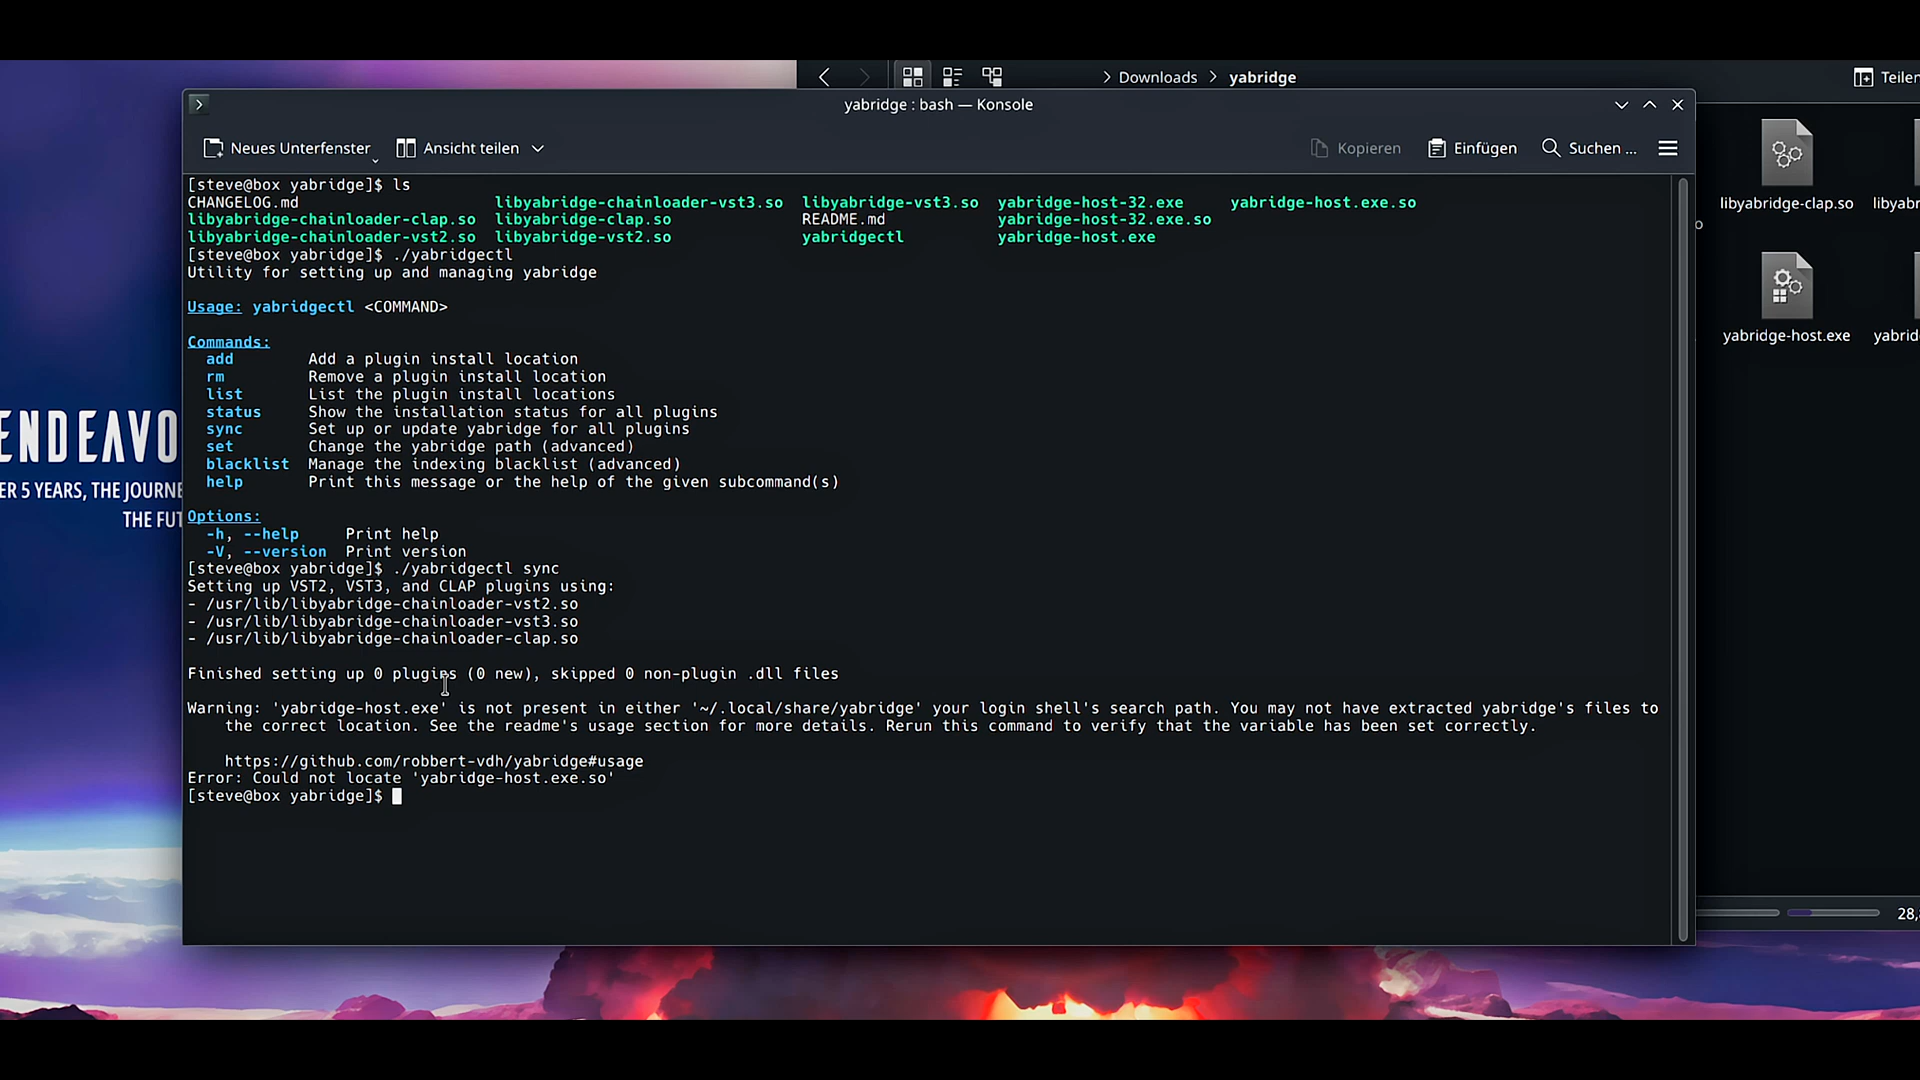 > Downloads > yabridge
Teilen
yabridge : bash — Konsole
Neues Unterfenster
Ansicht teilen
Kopieren
Einfügen
Suchen ...
[steve@box yabridge]$ ls
CHANGELOG.md libyabridge-chainloader-vst3.so libyabridge-vst3.so yabridge-host-32.exe yabridge-host.exe.so
libyabridge-chainloader-clap.so libyabridge-clap.so README.md yabridge-host-32.exe.so
libyabridge-chainloader-vst2.so libyabridge-vst2.so yabridgectl yabridge-host.exe
[steve@box yabridge]$ ./yabridgectl
Utility for setting up and managing yabridge
Usage: yabridgectl <COMMAND>
Commands:
add Add a plugin install location
rm Remove a plugin install location
list List the plugin install locations
status Show the installation status for all plugins
sync Set up or update yabridge for all plugins
set Change the yabridge path (advanced)
blacklist Manage the indexing blacklist (advanced)
help Print this message or the help of the given subcommand(s)
Options:
-h, --help Print help
-V, --version Print version
[steve@box yabridge]$ ./yabridgectl sync
Setting up VST2, VST3, and CLAP plugins using:
- /usr/lib/libyabridge-chainloader-vst2.so
- /usr/lib/libyabridge-chainloader-vst3.so
- /usr/lib/libyabridge-chainloader-clap.so
Finished setting up 0 plugins (0 new), skipped 0 non-plugin .dll files
Warning: 'yabridge-host.exe' is not present in either '~/.local/share/yabridge' your login shell's search path. You may not have extracted yabridge's files to
the correct location. See the readme's usage section for more details. Rerun this command to verify that the variable has been set correctly.
https://github.com/robbert-vdh/yabridge#usage
Error: Could not locate 'yabridge-host.exe.so'
[steve@box yabridge]$
libyabridge-clap.so
libyab
o
yabridge-host.exe
yabrid
28,
ENDEAVO
ER 5 YEARS, THE JOURNE
THE FUT